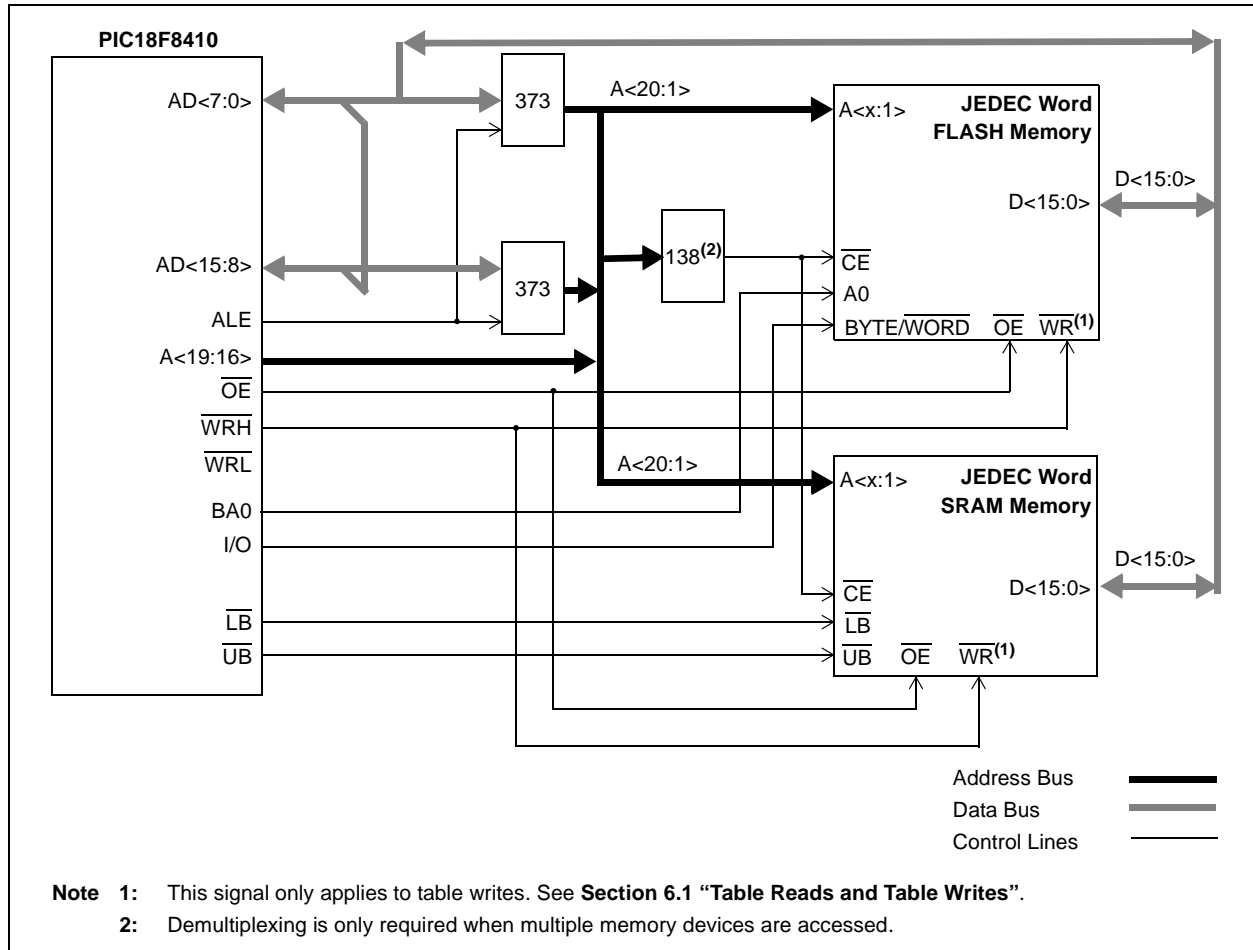 PIC18F8410
AD<7:0>
373
A<20:1>
A<x:1>
JEDEC Word
FLASH Memory
D<15:0>
D<15:0>
138(2)
AD<15:8>
373
CE
A0
ALE
BYTE/WORD
OE
WR(1)
A<19:16>
OE
WRH
WRL
A<20:1>
A<x:1>
JEDEC Word
SRAM Memory
BA0
I/O
D<15:0>
D<15:0>
CE
LB
LB
UB
UB
OE
WR(1)
Address Bus
Data Bus
Control Lines
Note 1: This signal only applies to table writes. See Section 6.1 “Table Reads and Table Writes”.
2: Demultiplexing is only required when multiple memory devices are accessed.